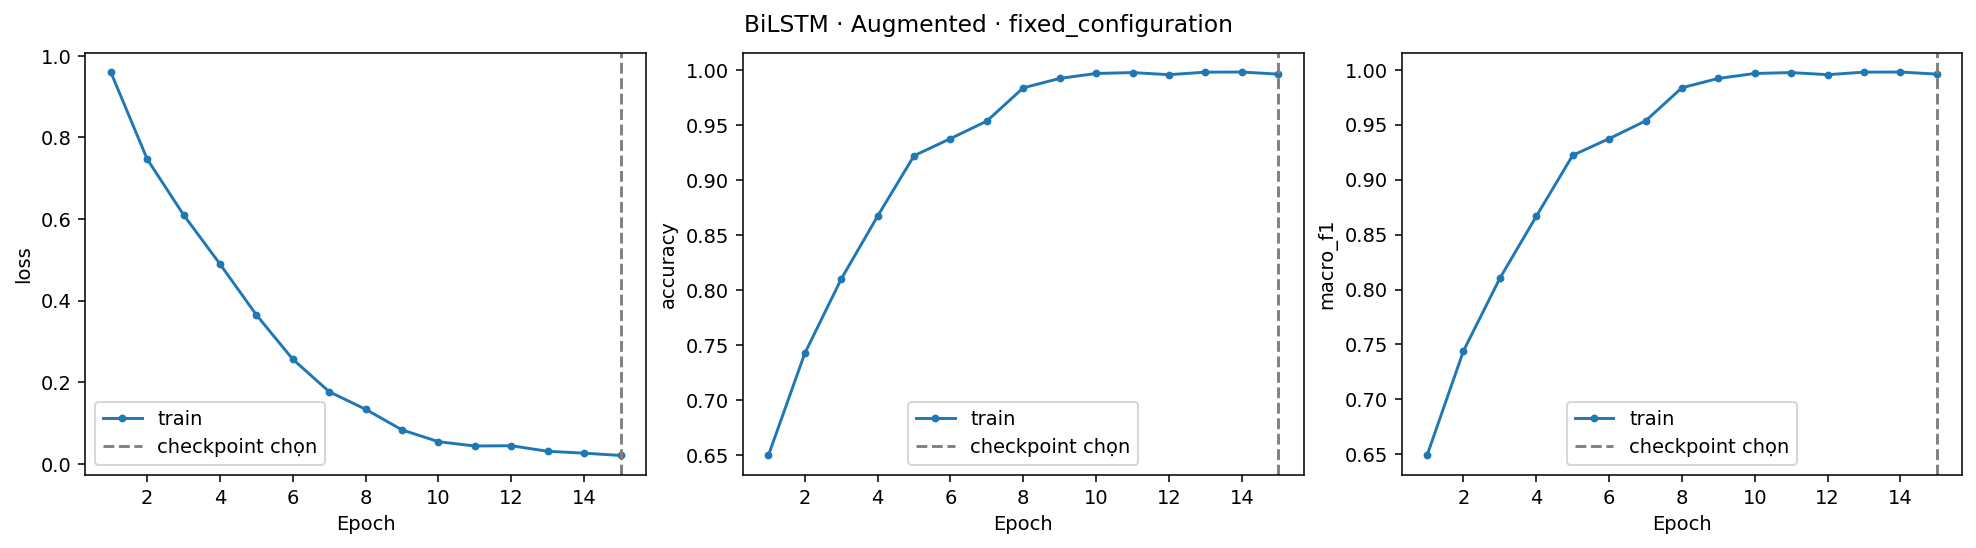 BiLSTM · Augmented · fixed_configuration
1.0
0.8
0.6
0.4
0.2
0.0
loss
train
checkpoint chọn
2 4 6 8 10 12 14
Epoch
1.00
0.95
0.90
0.85
0.80
0.75
0.70
0.65
accuracy
train
checkpoint chọn
2 4 6 8 10 12 14
Epoch
1.00
0.95
0.90
0.85
0.80
0.75
0.70
0.65
macro_f1
train
checkpoint chọn
2 4 6 8 10 12 14
Epoch